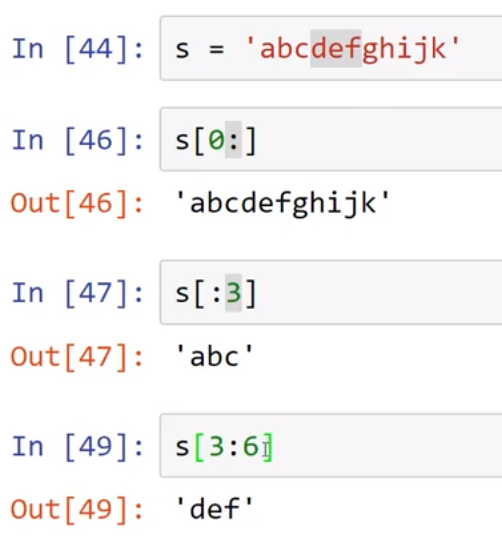 In [44]: s = 'abcdefghijk'
In [46]: s[0:]
Out[46]: 'abcdefghijk'
In [47]: s[:3]
Out[47]: 'abc'
In [49]: s[3:6]
Out[49]: 'def'